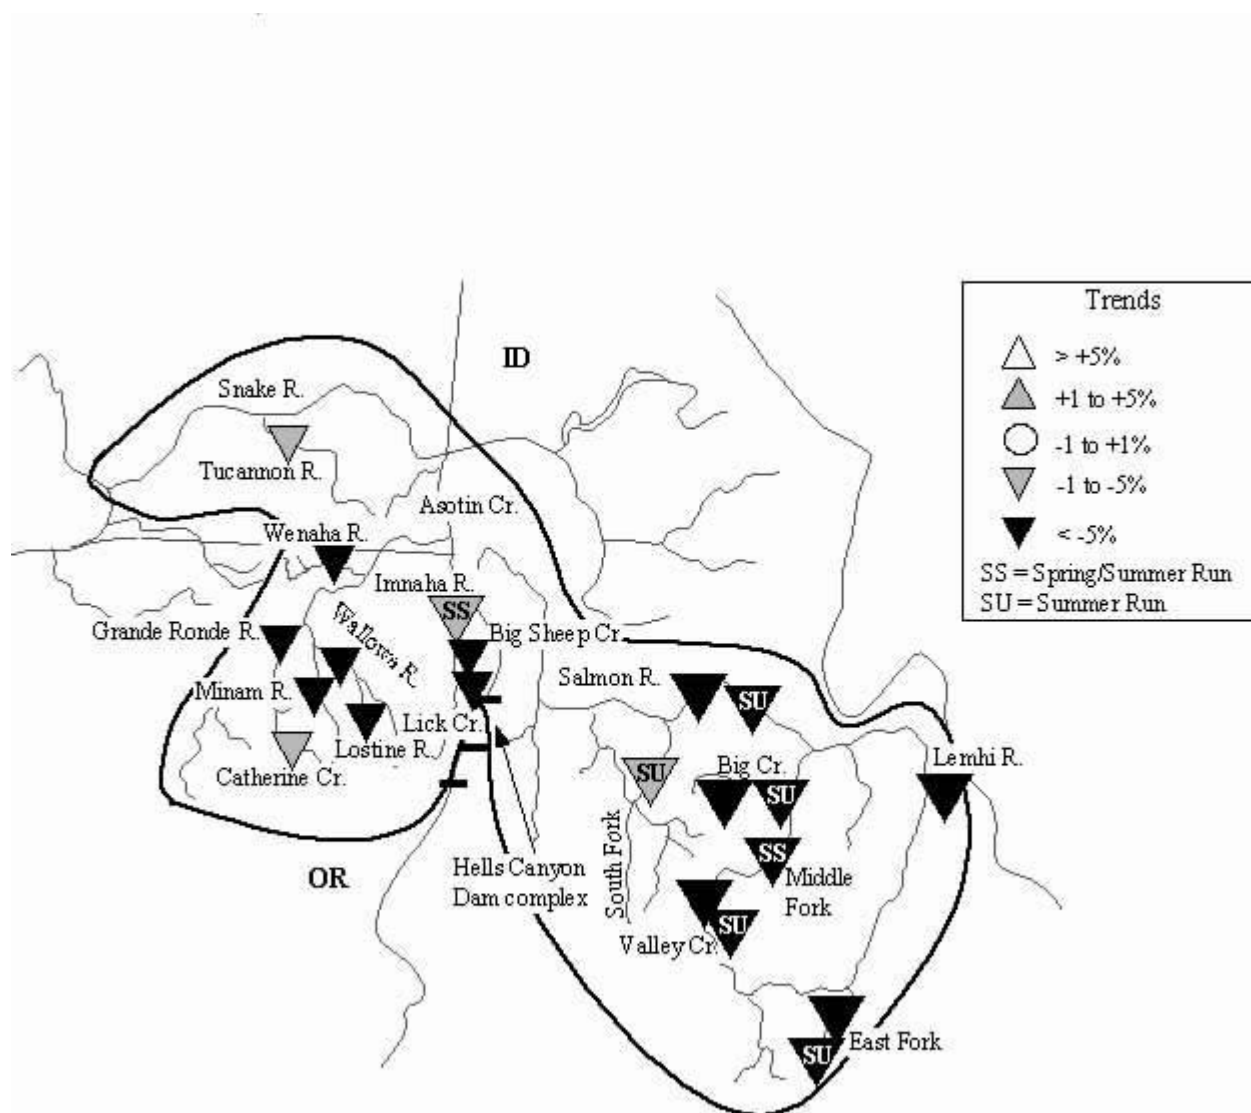 Trends
> +5%
+1 to +5%
-1 to +1%
-1 to -5%
< -5%
SS = Spring/Summer Run
SU = Summer Run
ID
Snake R.
Tucannon R.
Asotin Cr.
Wenaha R.
Imnaha R.
SS
Grande Ronde R.
Wallowa R.
Big Sheep Cr.
Minam R.
Salmon R.
SU
Lick Cr.
Lostine R.
Catherine Cr.
SU
Big Cr.
SU
Lemhi R.
OR
Hells Canyon
Dam complex
South Fork
SS
Middle
Fork
Valley Cr.
SU
East Fork
SU